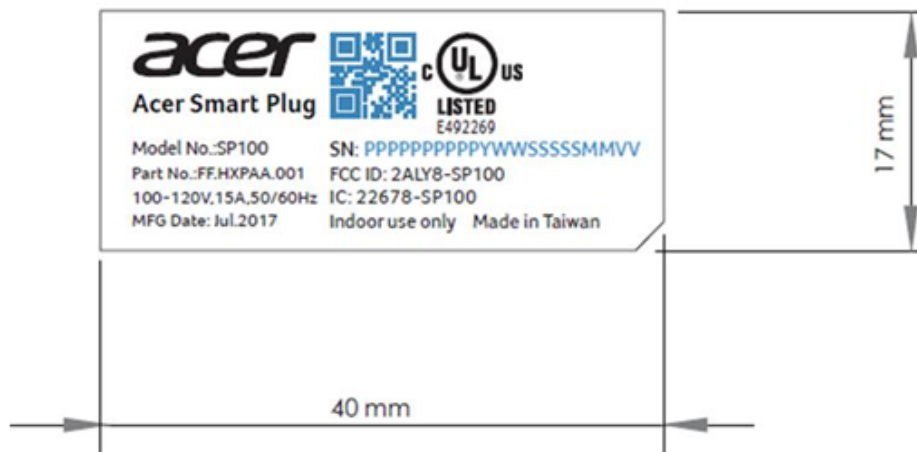 acer
C UL US
Acer Smart Plug
LISTED
E492269
Model No.:SP100
SN: PPPPPPPPPPYWWSSSSSMMVV
Part No.:FF.HXPAA.001
FCC ID: 2ALY8-SP100
100-120V,15A,50/60Hz
IC: 22678-SP100
MFG Date: Jul.2017
Indoor use only Made in Taiwan
17 mm
40 mm